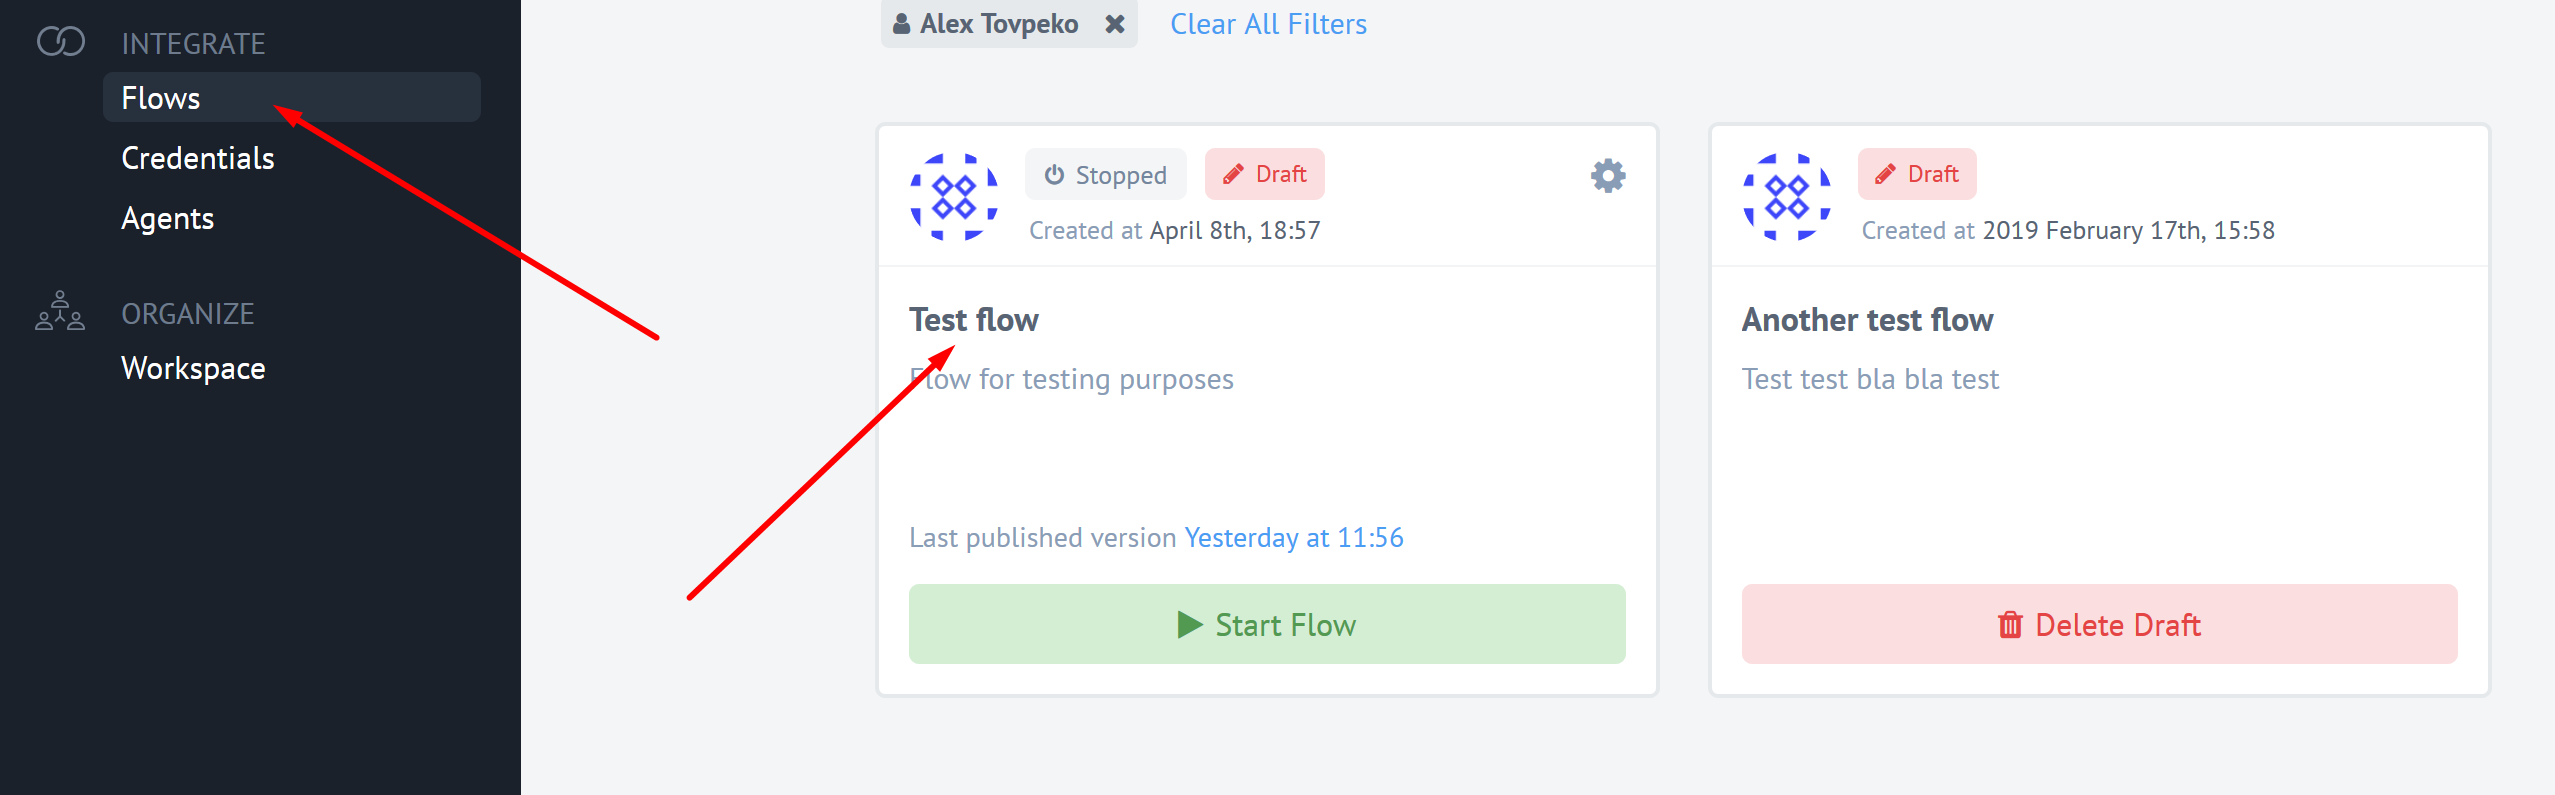 Alex Tovpeko
Clear All Filters
INTEGRATE
Flows
Credentials
Agents
ORGANIZE
Workspace
Stopped
Draft
Created at April 8th, 18:57
Test flow
Flow for testing purposes
Last published version Yesterday at 11:56
Start Flow
Draft
Created at 2019 February 17th, 15:58
Another test flow
Test test bla bla test
Delete Draft